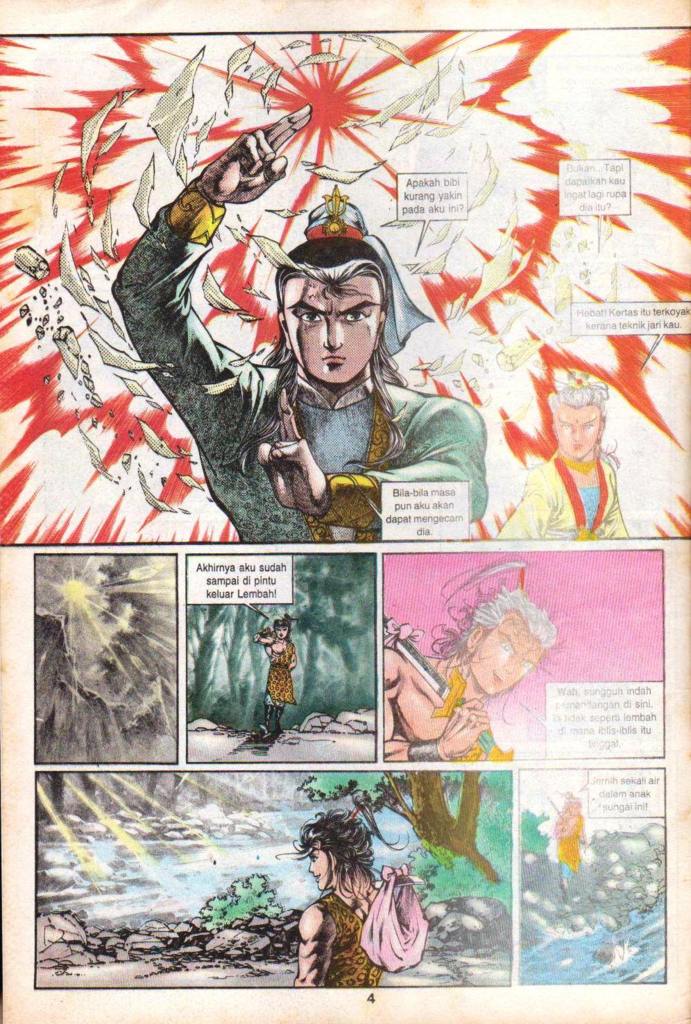 Apakah bibi
kurang yakin
pada aku ini?
Bukan... Tapi
dapatkah kau
ingat lagi rupa
dia itu?
Hebat! Kertas itu terkoyak
kerana teknik jari kau.
Bila-bila masa
pun aku akan
dapat mengecam
dia.
Akhirnya aku sudah
sampai di pintu
keluar Lembah!
Wah, sungguh indah
pemandangan di sini.
Ia tidak seperti lembah
di mana iblis-iblis itu
tinggal.
Jernih sekali air
dalam anak
sungai ini!
4